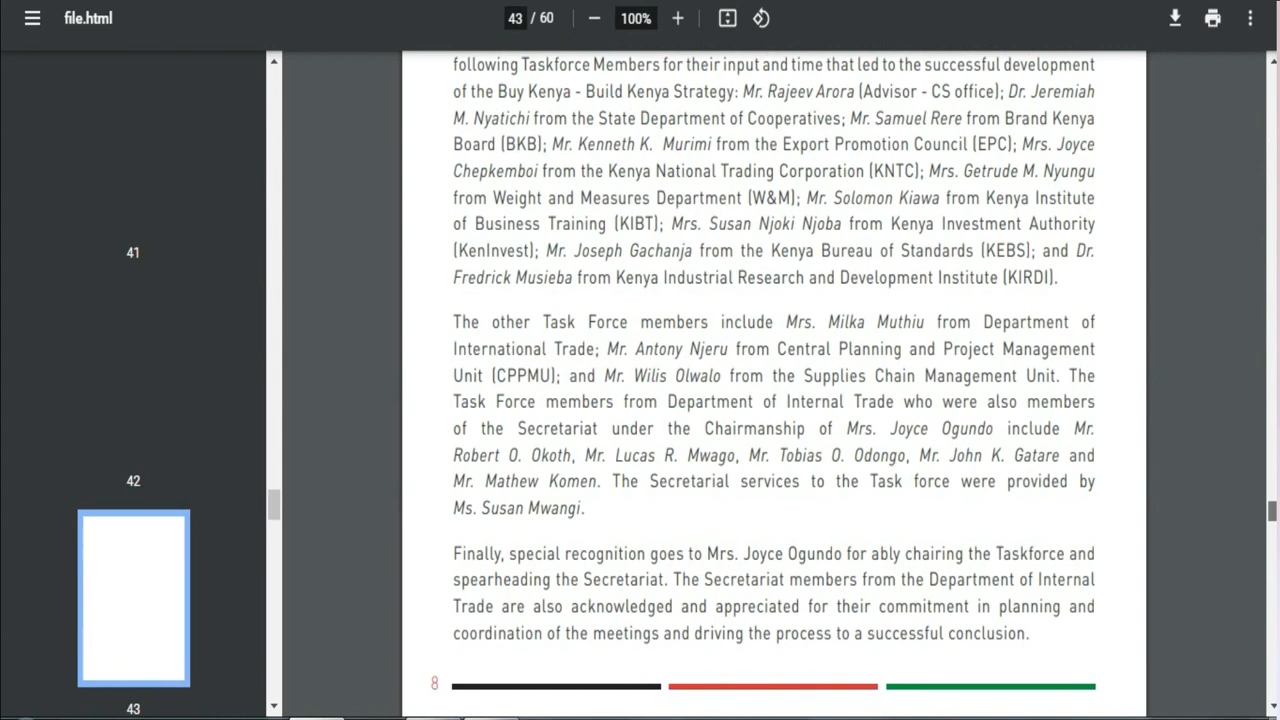 file.html
43 / 60
100%
41
42
43
following Taskforce Members for their input and time that led to the successful development
of the Buy Kenya - Build Kenya Strategy: Mr. Rajeev Arora (Advisor - CS office); Dr. Jeremiah
M. Nyatichi from the State Department of Cooperatives; Mr. Samuel Rere from Brand Kenya
Board (BKB); Mr. Kenneth K. Murimi from the Export Promotion Council (EPC); Mrs. Joyce
Chepkemboi from the Kenya National Trading Corporation (KNTC); Mrs. Getrude M. Nyungu
from Weight and Measures Department (W&M); Mr. Solomon Kiawa from Kenya Institute
of Business Training (KIBT); Mrs. Susan Njoki Njoba from Kenya Investment Authority
(KenInvest); Mr. Joseph Gachanja from the Kenya Bureau of Standards (KEBS); and Dr.
Fredrick Musieba from Kenya Industrial Research and Development Institute (KIRDI).
The other Task Force members include Mrs. Milka Muthiu from Department of
International Trade; Mr. Antony Njeru from Central Planning and Project Management
Unit (CPPMU); and Mr. Wilis Olwalo from the Supplies Chain Management Unit. The
Task Force members from Department of Internal Trade who were also members
of the Secretariat under the Chairmanship of Mrs. Joyce Ogundo include Mr.
Robert O. Okoth, Mr. Lucas R. Mwago, Mr. Tobias O. Odongo, Mr. John K. Gatare and
Mr. Mathew Komen. The Secretarial services to the Task force were provided by
Ms. Susan Mwangi.
Finally, special recognition goes to Mrs. Joyce Ogundo for ably chairing the Taskforce and
spearheading the Secretariat. The Secretariat members from the Department of Internal
Trade are also acknowledged and appreciated for their commitment in planning and
coordination of the meetings and driving the process to a successful conclusion.
8